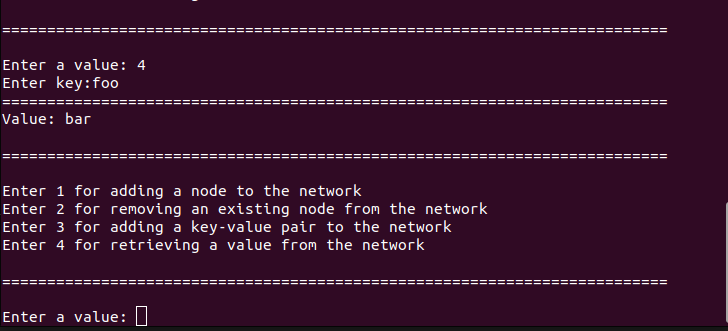 ==========================================================================
Enter a value: 4
Enter key:foo
==========================================================================
Value: bar
==========================================================================
Enter 1 for adding a node to the network
Enter 2 for removing an existing node from the network
Enter 3 for adding a key-value pair to the network
Enter 4 for retrieving a value from the network
==========================================================================
Enter a value: